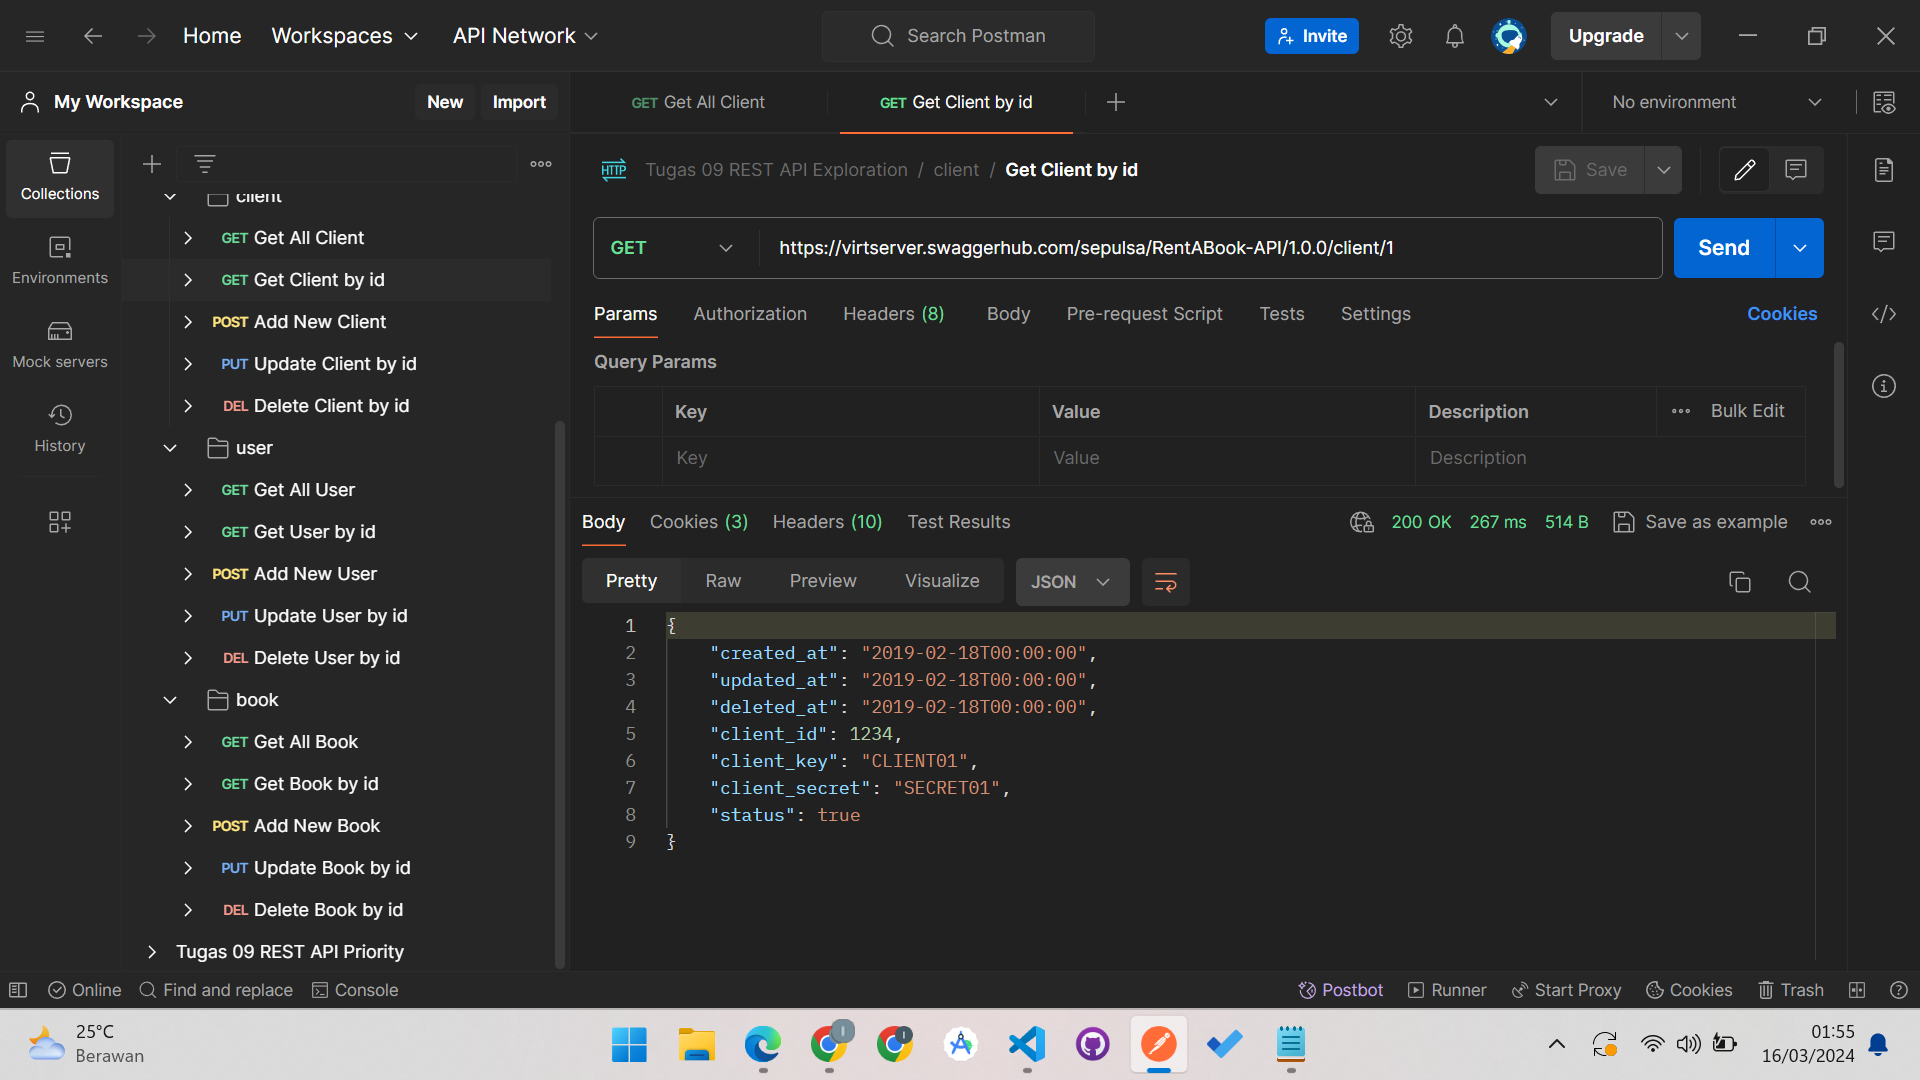 Home Workspaces API Network Search Postman Invite Upgrade
My Workspace New Import GET Get All Client GET Get Client by id No environment
Collections
Environments
Mock servers
History
client
GET Get All Client
GET Get Client by id
POST Add New Client
PUT Update Client by id
DEL Delete Client by id
user
GET Get All User
GET Get User by id
POST Add New User
PUT Update User by id
DEL Delete User by id
book
GET Get All Book
GET Get Book by id
POST Add New Book
PUT Update Book by id
DEL Delete Book by id
Tugas 09 REST API Priority
HTTP Tugas 09 REST API Exploration / client / Get Client by id Save
GET https://virtserver.swaggerhub.com/sepulsa/RentABook-API/1.0.0/client/1 Send
Params Authorization Headers (8) Body Pre-request Script Tests Settings Cookies
Query Params
Key Value Description Bulk Edit
Key Value Description
Body Cookies (3) Headers (10) Test Results 200 OK 267 ms 514 B Save as example
Pretty Raw Preview Visualize JSON
1 {
2 "created_at": "2019-02-18T00:00:00",
3 "updated_at": "2019-02-18T00:00:00",
4 "deleted_at": "2019-02-18T00:00:00",
5 "client_id": 1234,
6 "client_key": "CLIENT01",
7 "client_secret": "SECRET01",
8 "status": true
9 }
Online Find and replace Console Postbot Runner Start Proxy Cookies Trash
25°C
Berawan
01:55
16/03/2024